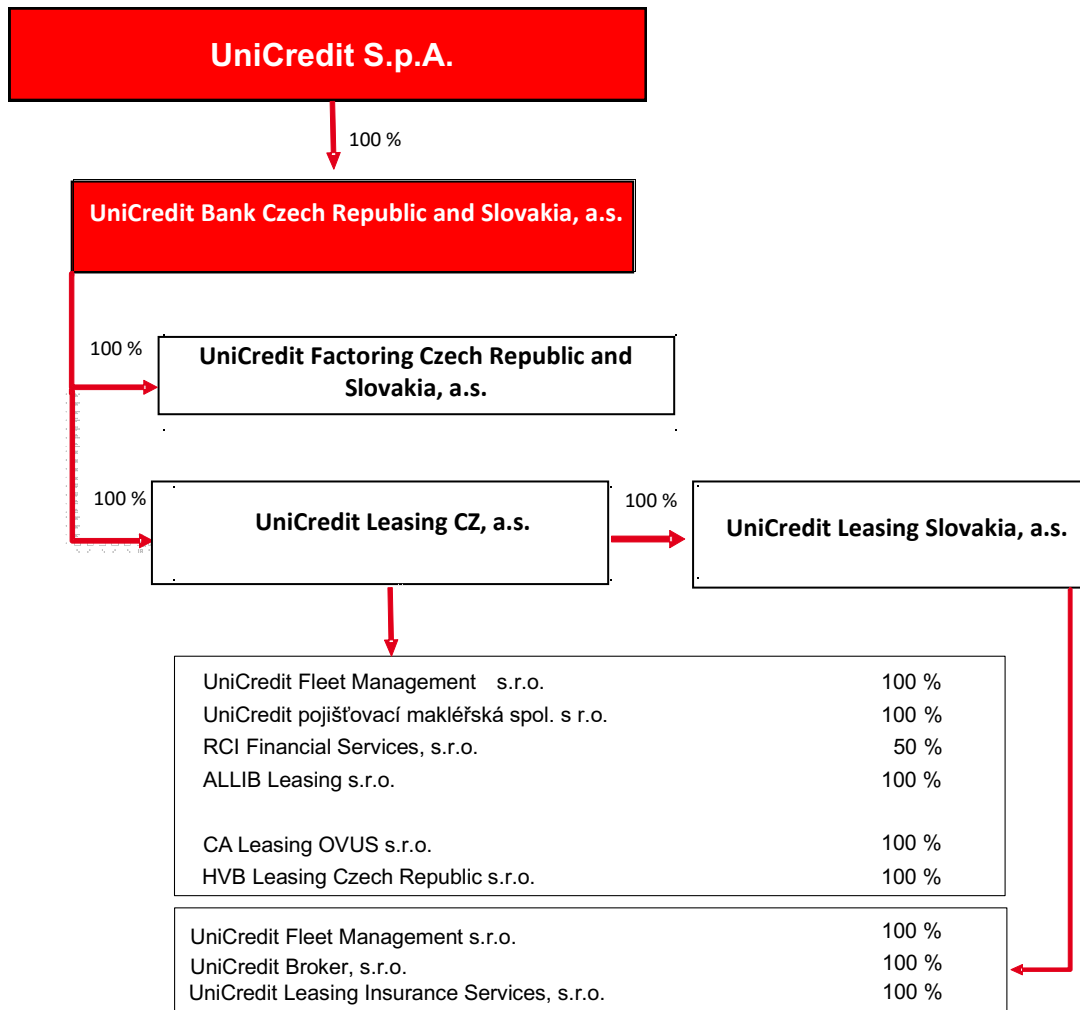 UniCredit S.p.A.
100 %
UniCredit Bank Czech Republic and Slovakia, a.s.
100 %
UniCredit Factoring Czech Republic and
Slovakia, a.s.
100 %
UniCredit Leasing CZ, a.s.
100 %
UniCredit Leasing Slovakia, a.s.
UniCredit Fleet Management s.r.o. 100 %
UniCredit pojišťovací makléřská spol. s r.o. 100 %
RCI Financial Services, s.r.o. 50 %
ALLIB Leasing s.r.o. 100 %
CA Leasing OVUS s.r.o. 100 %
HVB Leasing Czech Republic s.r.o. 100 %
UniCredit Fleet Management s.r.o. 100 %
UniCredit Broker, s.r.o. 100 %
UniCredit Leasing Insurance Services, s.r.o. 100 %